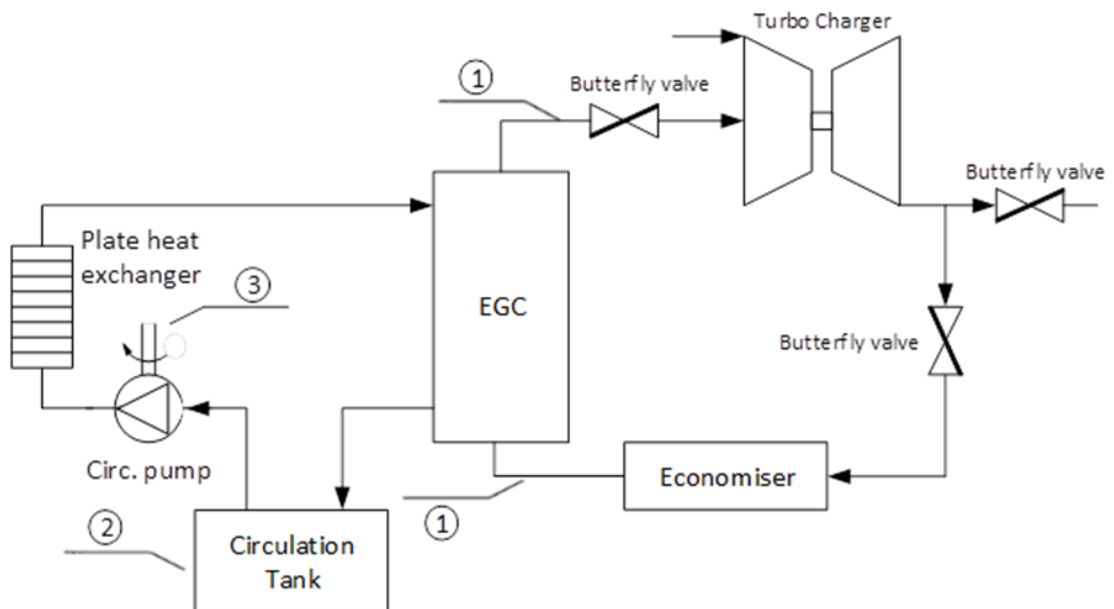 Turbo Charger
①
Butterfly valve
Butterfly valve
Plate heat
exchanger
③
EGC
Butterfly valve
Circ. pump
Economiser
②
①
Circulation
Tank